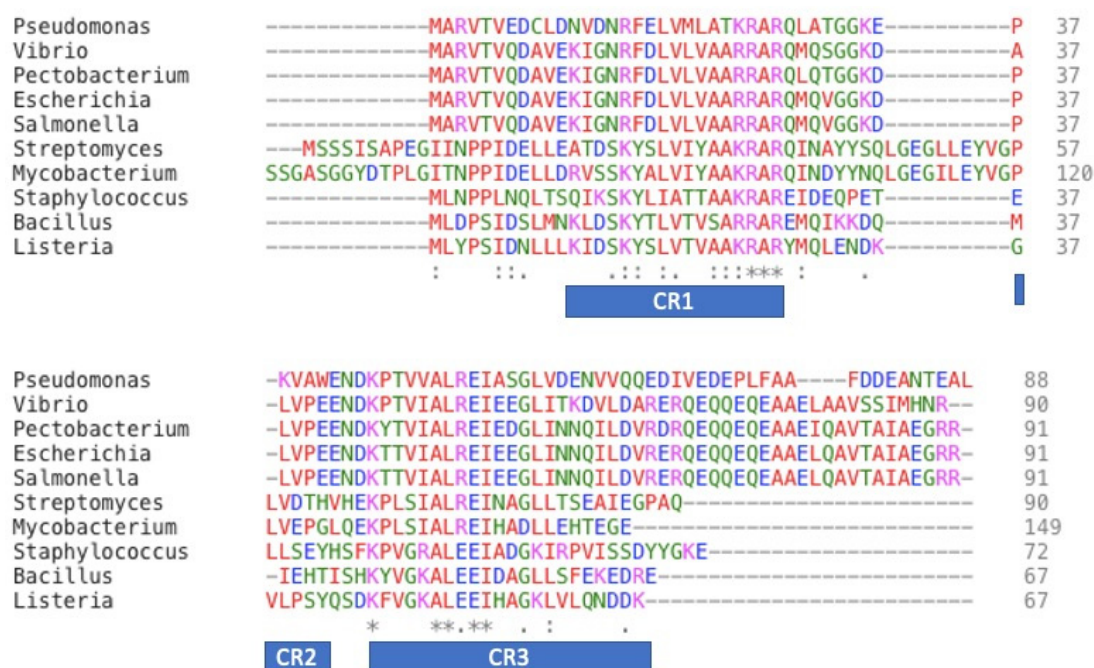 Pseudomonas -------------MARVTVEDCLDNVDNRFELVMLATKRARQLATGGKE----------P 37
Vibrio -------------MARVTVQDAVEKIGNRFDLVLVAARRARQMQSGGKD----------A 37
Pectobacterium -------------MARVTVQDAVEKIGNRFDLVLVAARRARQLQTGGKD----------P 37
Escherichia -------------MARVTVQDAVEKIGNRFDLVLVAARRARQMQVGGKD----------P 37
Salmonella -------------MARVTVQDAVEKIGNRFDLVLVAARRARQMQVGGKD----------P 37
Streptomyces ---MSSSISAPEGIINPPIDELLEATDSKYSLVIYAAKRARQINAYYSQLGEGLLEYVGP 57
Mycobacterium SSGASGGYDTPLGITNPPIDELLDRVSSKYALVIYAAKRARQINDYYNQLGEGILEYVGP 120
Staphylococcus -------------MLNPPLNQLTSQIKSKYLIATTAAKRAREIDEQPET----------E 37
Bacillus -------------MLDPSIDSLMNKLDSKYTLVTVSARRAREMQIKKDQ----------M 37
Listeria -------------MLYPSIDNLLLKIDSKYSLVTVAAKRARYMQLENDK----------G 37
: ::. .:: :. :::*** : .
CR1
Pseudomonas -KVAWENDKPTVVALREIASGLVDENVVQQEDIVEDEPLFAA----FDDEANTEAL 88
Vibrio -LVPEENDKPTVIALREIEEGLITKDVLDARERQEQQEQEAAELAAVSSIMHNR-- 90
Pectobacterium -LVPEENDKYTVIALREIEDGLINNQILDVRDRQEQQEQEAAEIQAVTAIAEGRR- 91
Escherichia -LVPEENDKTTVIALREIEEGLINNQILDVRERQEQQEQEAAELQAVTAIAEGRR- 91
Salmonella -LVPEENDKTTVIALREIEEGLINNQILDVRERQEQQEQEAAELQAVTAIAEGRR- 91
Streptomyces LVDTHVHEKPLSIALREINAGLLTSEAIEGPAQ----------------------- 90
Mycobacterium LVEPGLQEKPLSIALREIHADLLEHTEGE--------------------------- 149
Staphylococcus LLSEYHSFKPVGRALEEIADGKIRPVISSDYYGKE--------------------- 72
Bacillus -IEHTISHKYVGKALEEIDAGLLSFEKEDRE------------------------- 67
Listeria VLPSYQSDKFVGKALEEIHAGKLVLQNDDK-------------------------- 67
* **.** . : .
CR2 CR3